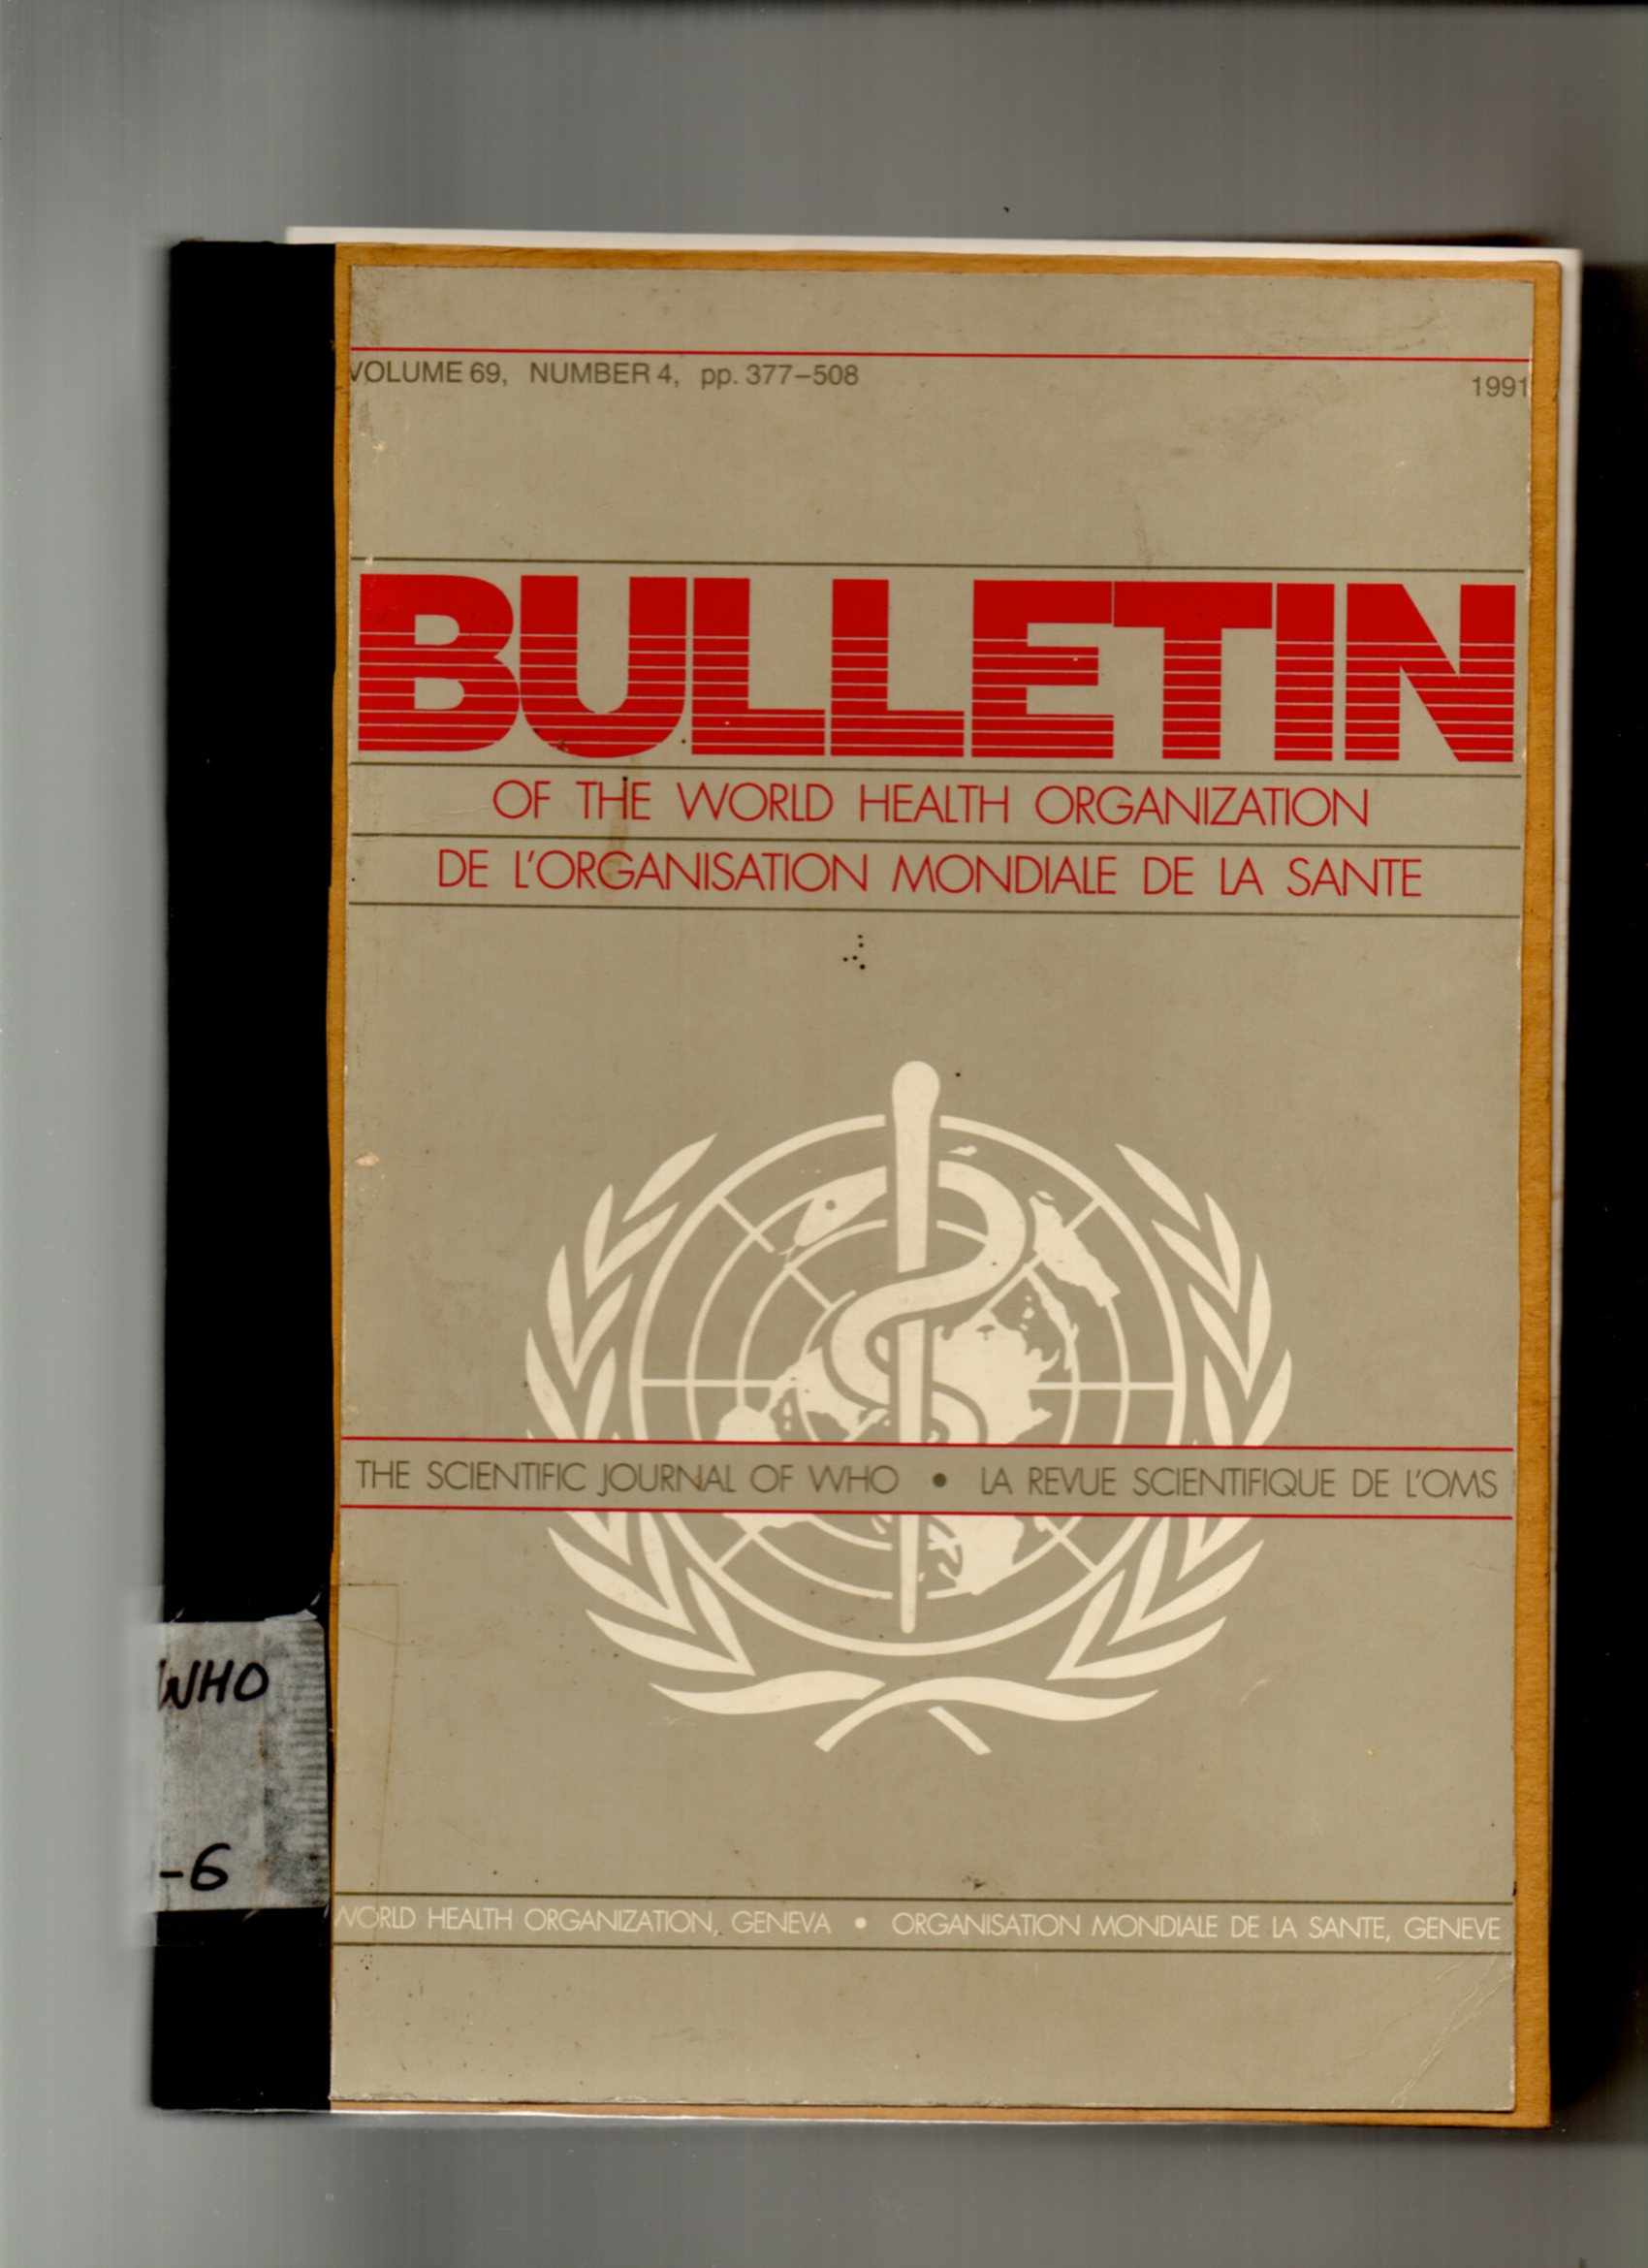 VOLUME 69, NUMBER 4, pp. 377–508
1991
BULLETIN
OF THE WORLD HEALTH ORGANIZATION
DE L'ORGANISATION MONDIALE DE LA SANTE
THE SCIENTIFIC JOURNAL OF WHO • LA REVUE SCIENTIFIQUE DE L'OMS
WHO
-6
WORLD HEALTH ORGANIZATION, GENEVA • ORGANISATION MONDIALE DE LA SANTE, GENEVE